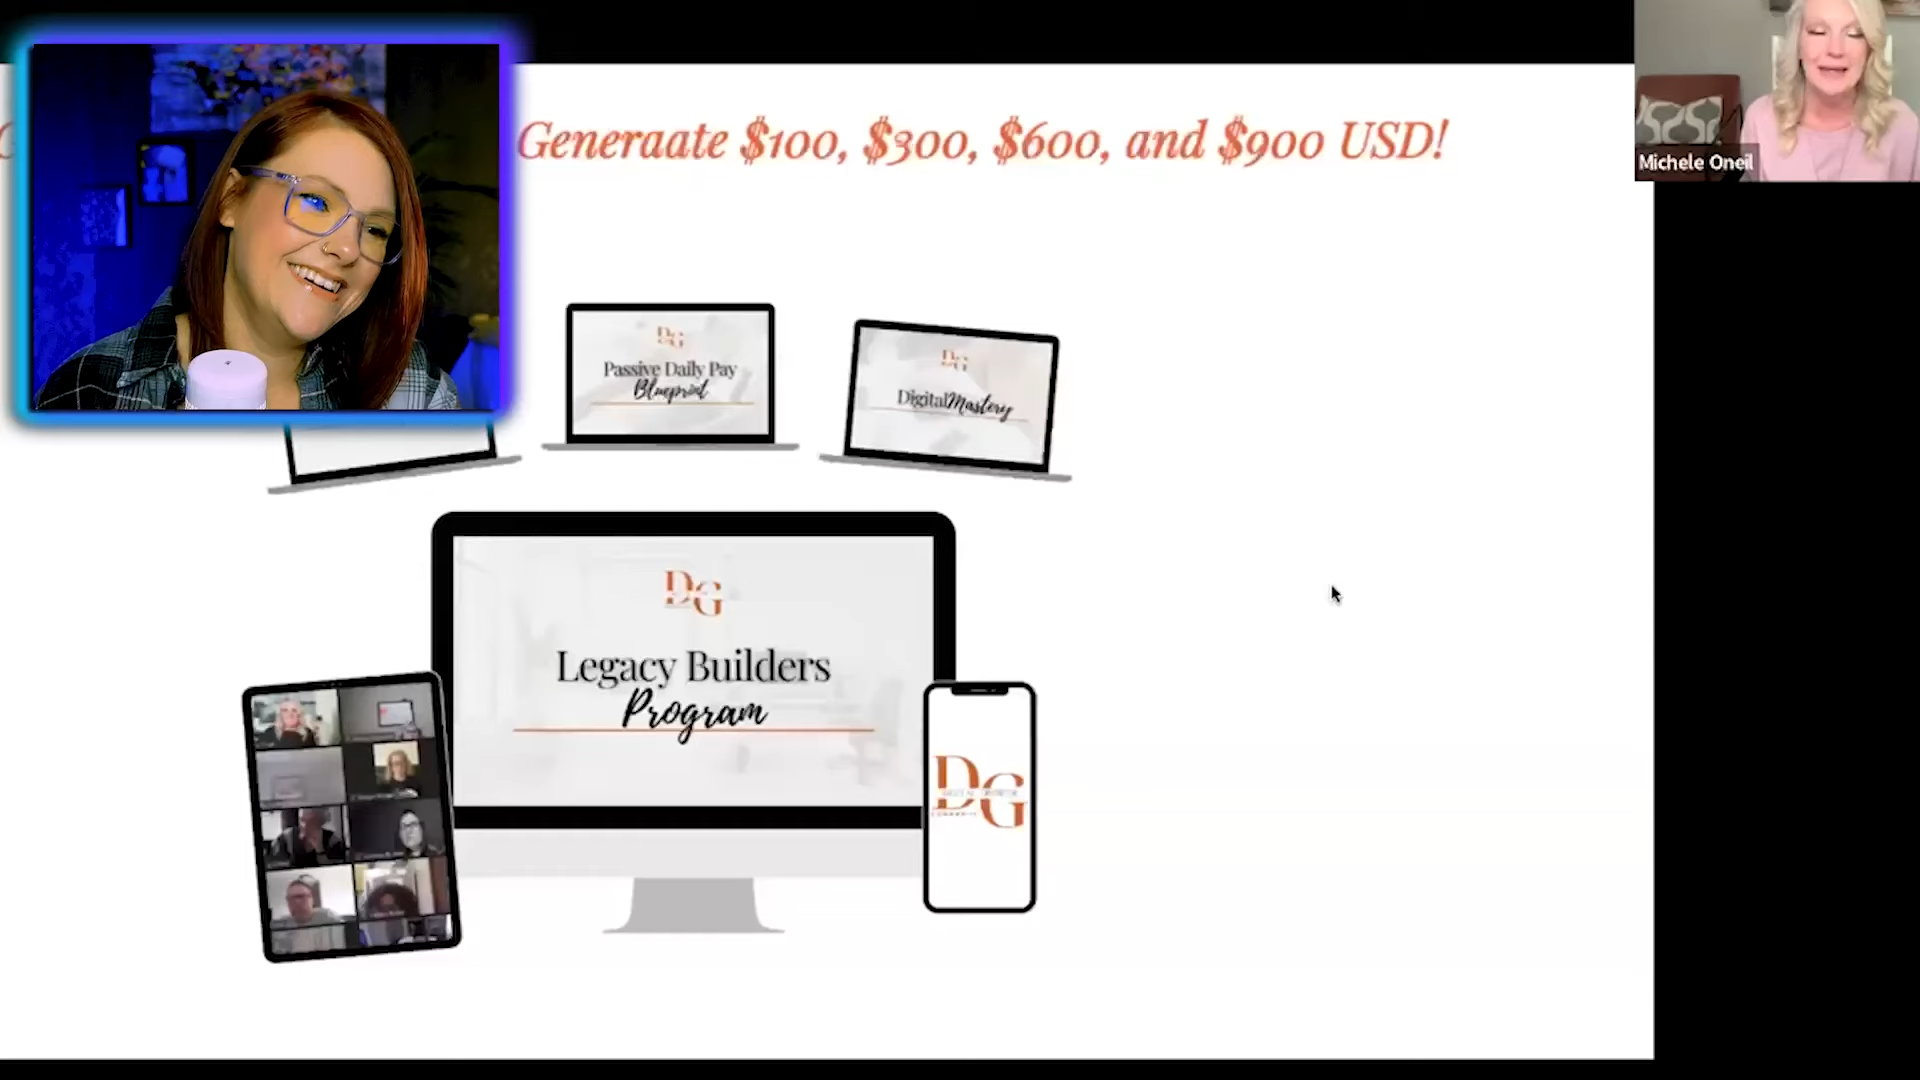 Generaate $100, $300, $600, and $900 USD!
Michele Oneil
DG
Passive Daily Pay
Blueprint
DG
DigitalMastery
DG
Legacy Builders
Program
DG